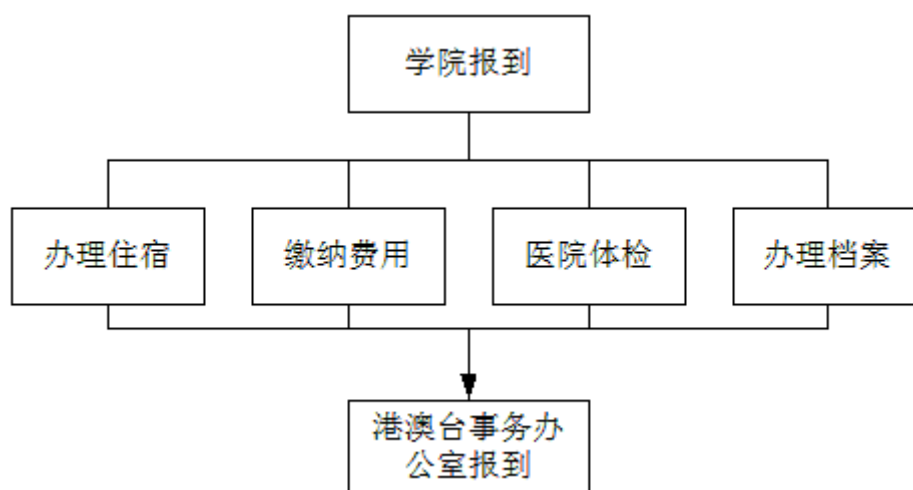 学院报到
办理住宿
缴纳费用
医院体检
办理档案
港澳台事务办
公室报到